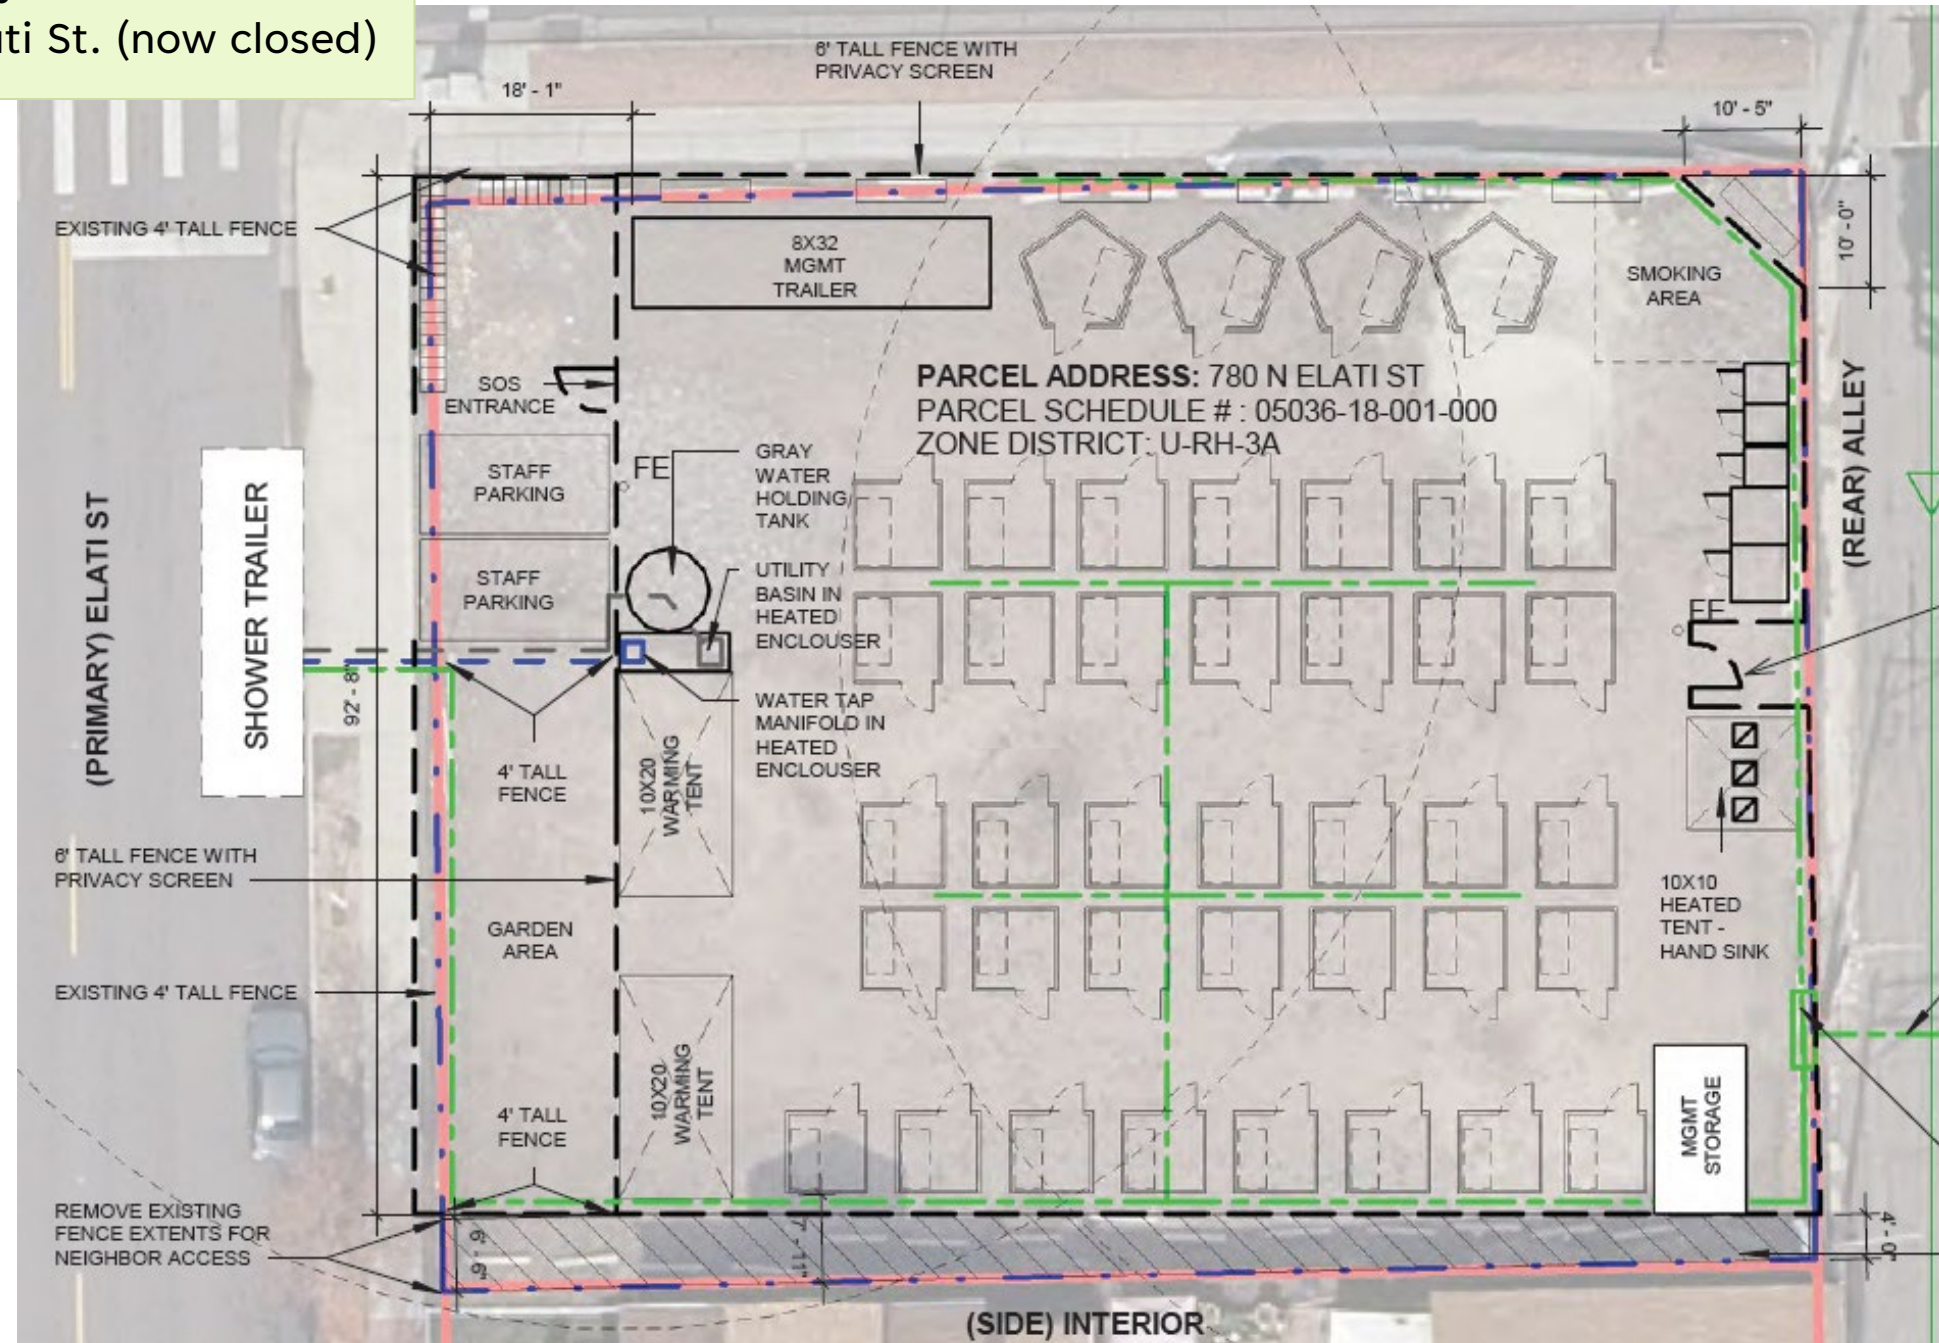 ti St. (now closed)
6' TALL FENCE WITH
PRIVACY SCREEN
18' - 1"
10' - 5"
EXISTING 4' TALL FENCE
8X32
MGMT
TRAILER
10' - 0"
SMOKING
AREA
PARCEL ADDRESS: 780 N ELATI ST
PARCEL SCHEDULE # : 05036-18-001-000
ZONE DISTRICT: U-RH-3A
SOS
ENTRANCE
(REAR) ALLEY
STAFF
PARKING
FE
GRAY
WATER
HOLDING
TANK
(PRIMARY) ELATI ST
SHOWER TRAILER
STAFF
PARKING
UTILITY
BASIN IN
HEATED
ENCLOUSER
FE
92' - 8"
WATER TAP
MANIFOLD IN
HEATED
ENCLOUSER
4' TALL
FENCE
10X20
WARMING
TENT
6' TALL FENCE WITH
PRIVACY SCREEN
10X10
HEATED
TENT -
HAND SINK
GARDEN
AREA
EXISTING 4' TALL FENCE
10X20
WARMING
TENT
4' TALL
FENCE
MGMT
STORAGE
REMOVE EXISTING
FENCE EXTENTS FOR
NEIGHBOR ACCESS
6' - 6"
7' - 11"
4' - 0"
(SIDE) INTERIOR